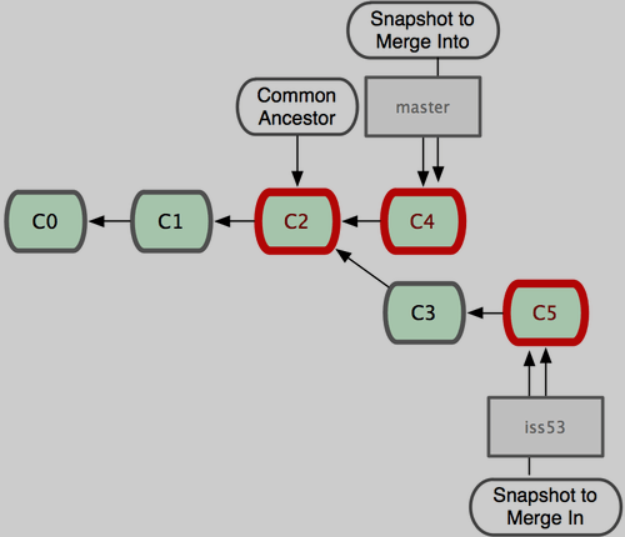 Snapshot to
Merge Into
Common
Ancestor
master
C0
C1
C2
C4
C3
C5
iss53
Snapshot to
Merge In